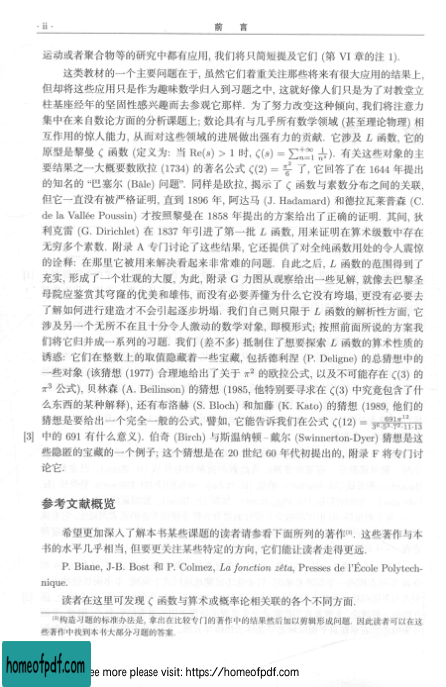 · ii ·
前 言
运动或者聚合物等的研究中都有应用, 我们将只简短提及它们 (第 VI 章的注 1).
这类教材的一个主要问题在于, 虽然它们着重关注那些将来有很大应用的结果上,
但却将这些应用只是作为趣味数学归入到习题之中, 这就好像人们只是为了对教堂立
柱基座经年的坚固性感兴趣而去参观它那样. 为了努力改变这种倾向, 我们将注意力
集中在来自数论方面的分析课题上; 数论具有与几乎所有数学领域 (甚至理论物理) 相
互作用的惊人能力, 从而对这些领域的进展做出强有力的贡献. 它涉及 L 函数, 它的
原型是黎曼 ζ 函数 (定义为: 当 Re(s) > 1 时, ζ(s) = ∑_{n=1}^{+∞} 1/n^s). 有关这些对象的主
要结果之一大概要数欧拉 (1734) 的著名公式 ζ(2) = π²/6 了, 它回答了在 1644 年提出
的知名的 “巴塞尔 (Bâle) 问题”. 同样是欧拉, 揭示了 ζ 函数与素数分布之间的关联,
但它一直没有被严格证明, 直到 1896 年, 阿达马 (J. Hadamard) 和德拉瓦莱普森 (C.
de la Vallée Poussin) 才按照黎曼在 1858 年提出的方案给出了正确的证明. 其间, 狄
利克雷 (G. Dirichlet) 在 1837 年引进了第一批 L 函数, 用来证明在算术级数中存在
无穷多个素数. 附录 A 专门讨论了这些结果, 它还提供了对全纯函数用处的令人震惊
的诠释: 在那里它被用来解决看起来非常难的问题. 自此之后, L 函数的范围得到了
充实, 形成了一个壮观的大厦, 为此, 附录 G 力图从观察给出一些见解, 就像去巴黎圣
母院应鉴赏其穹窿的优美和雄伟, 而没有必要弄懂为什么它没有垮塌, 更没有必要去
了解如何进行建造才不会引起逐步坍塌. 我们自己则只限于 L 函数的解析性方面, 它
涉及另一个无所不在且十分令人激动的数学对象, 即模形式; 按照前面所说的方案我
们将它归并成一系列的习题. 我们 (差不多) 抵制住了想要探索 L 函数的算术性质的
诱惑: 它们在整数上的取值隐藏着一些宝藏, 包括德利涅 (P. Deligne) 的总猜想中的
一些对象 (该猜想 (1977) 合理地给出了关于 π² 的欧拉公式, 以及不可能存在 ζ(3) 的
π³ 公式), 贝林森 (A. Beilinson) 的猜想 (1985, 他特别要寻求在 ζ(3) 中究竟包含了什
么东西的某种解释), 还有布洛赫 (S. Bloch) 和加藤 (K. Kato) 的猜想 (1989, 他们的
猜想是要给出一个完全一般的公式, 譬如, 它能告诉我们在公式 ζ(12) = 691π¹²/3⁶·5³·7²·11·13
[3] 中的 691 有什么意义). 伯奇 (Birch) 与斯温纳顿–戴尔 (Swinnerton-Dyer) 猜想是这
些隐匿的宝藏的一个例子; 这个猜想是在 20 世纪 60 年代初提出的, 附录 F 将专门讨
论它.
参考文献概览
希望更加深入了解本书某些课题的读者请参看下面所列的著作⁽³⁾. 这些著作与本
书的水平几乎相当, 但要更关注某些特定的方向, 它们能让读者走得更远.
P. Biane, J-B. Bost 和 P. Colmez, La fonction zêta, Presses de l'École Polytech-
nique.
读者在这里可发现 ζ 函数与算术或概率论相关联的各个不同方面.
⁽³⁾构造习题的标准办法是, 拿出在比较专门的著作中的结果然后加以剪辑形成问题. 因此读者可以在这
些著作中找到本书大部分习题的答案.
homeofpdf.com
ee more please visit: https://homeofpdf.com